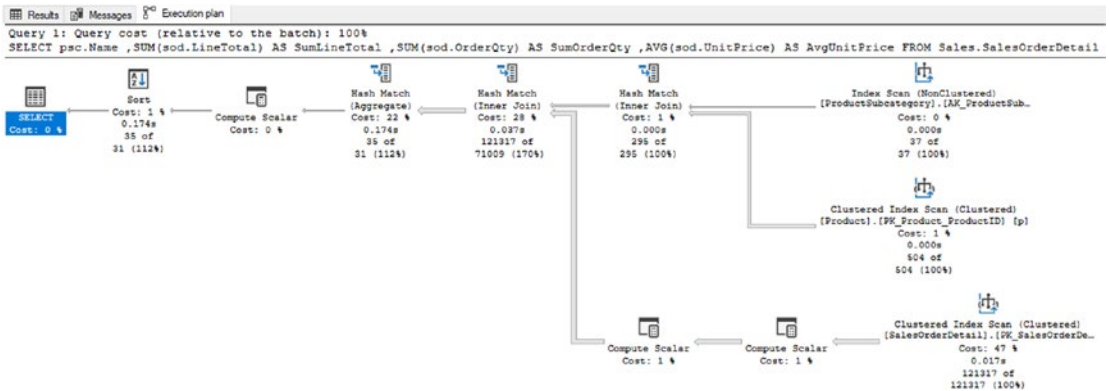 Results Messages Execution plan
Query 1: Query cost (relative to the batch): 100%
SELECT psc.Name ,SUM(sod.LineTotal) AS SumLineTotal ,SUM(sod.OrderQty) AS SumOrderQty ,AVG(sod.UnitPrice) AS AvgUnitPrice FROM Sales.SalesOrderDetail
SELECT
Cost: 0 %
Sort
Cost: 1 %
0.174s
35 of
31 (112%)
Compute Scalar
Cost: 0 %
Hash Match
(Aggregate)
Cost: 22 %
0.174s
35 of
31 (112%)
Hash Match
(Inner Join)
Cost: 28 %
0.037s
121317 of
71009 (170%)
Hash Match
(Inner Join)
Cost: 1 %
0.000s
295 of
295 (100%)
Index Scan (NonClustered)
[ProductSubcategory].[AK_ProductSub…
Cost: 0 %
0.000s
37 of
37 (100%)
Clustered Index Scan (Clustered)
[Product].[PK_Product_ProductID] [p]
Cost: 1 %
0.000s
504 of
504 (100%)
Compute Scalar
Cost: 1 %
Compute Scalar
Cost: 1 %
Clustered Index Scan (Clustered)
[SalesOrderDetail].[PK_SalesOrderDe…
Cost: 47 %
0.017s
121317 of
121317 (100%)